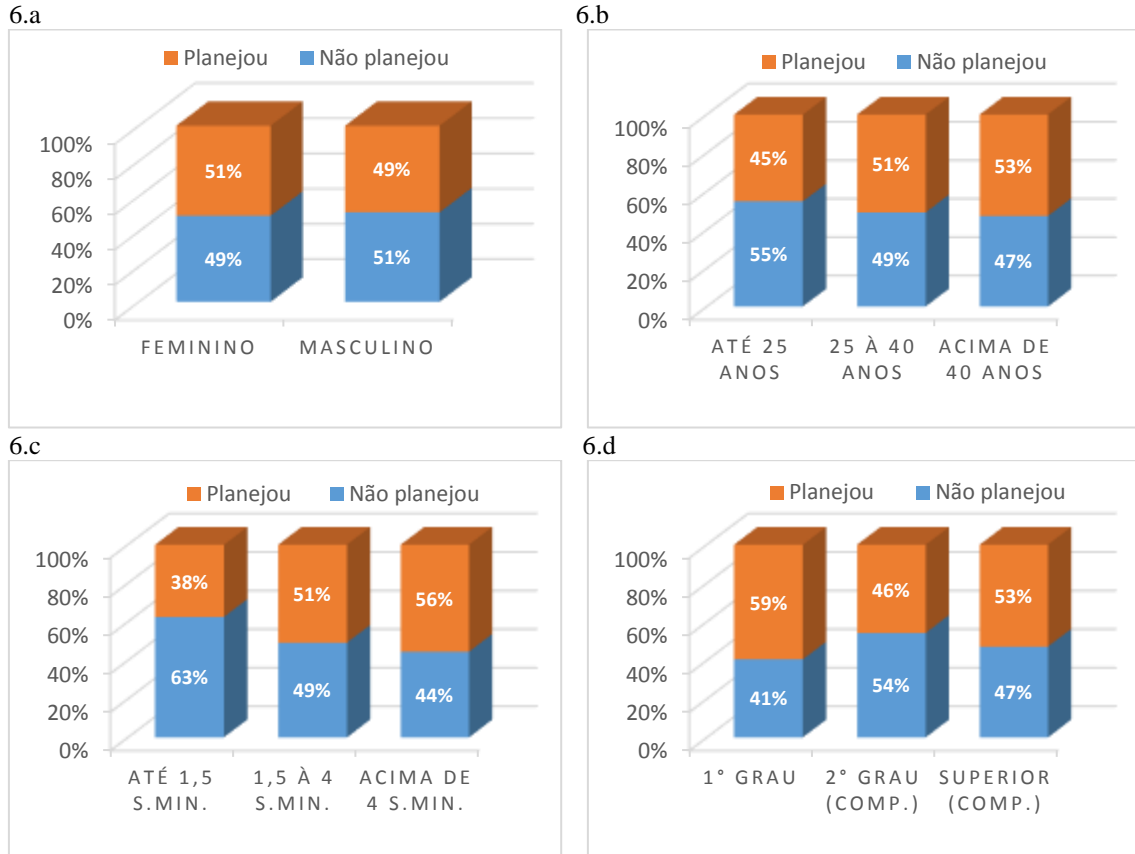 6.a
Planejou Não planejou
100%
80%
60%
40%
20%
0%
51% 49%
49% 51%
FEMININO MASCULINO
6.b
Planejou Não planejou
100%
80%
60%
40%
20%
0%
45% 51% 53%
55% 49% 47%
ATÉ 25 25 À 40 ACIMA DE
ANOS ANOS 40 ANOS
6.c
Planejou Não planejou
100%
80%
60%
40%
20%
0%
38% 51% 56%
63% 49% 44%
ATÉ 1,5 1,5 À 4 ACIMA DE
S.MIN. S.MIN. 4 S.MIN.
6.d
Planejou Não planejou
100%
80%
60%
40%
20%
0%
59% 46% 53%
41% 54% 47%
1° GRAU 2° GRAU SUPERIOR
(COMP.) (COMP.)